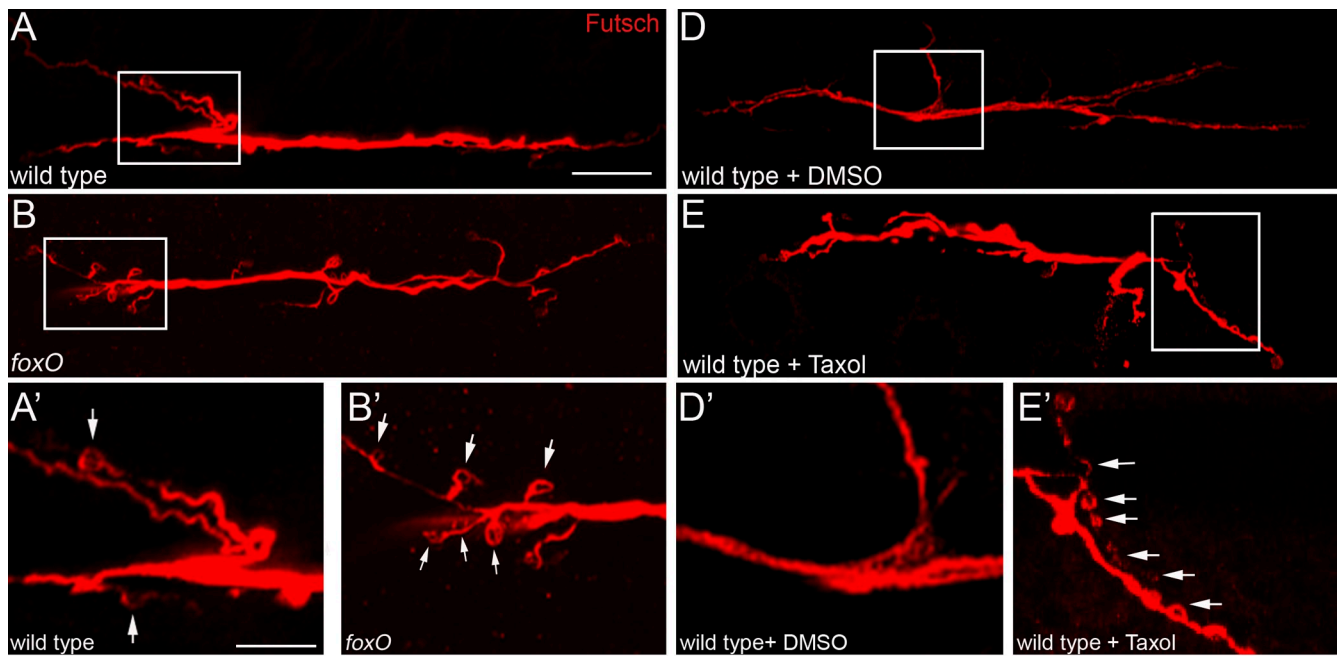 A
Futsch
wild type
D
wild type + DMSO
B
foxO
E
wild type + Taxol
A'
wild type
B'
foxO
D'
wild type+ DMSO
E'
wild type + Taxol